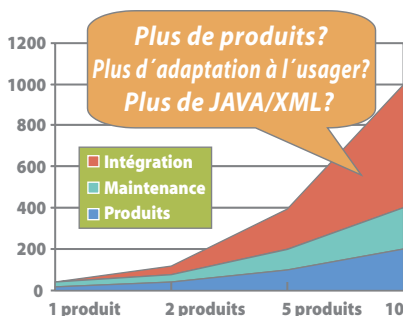 1200
1000
800
600
400
200
0
Plus de produits?
Plus d´adaptation à l´usager?
Plus de JAVA/XML?
Intégration
Maintenance
Produits
1 produit 2 produits 5 produits 10